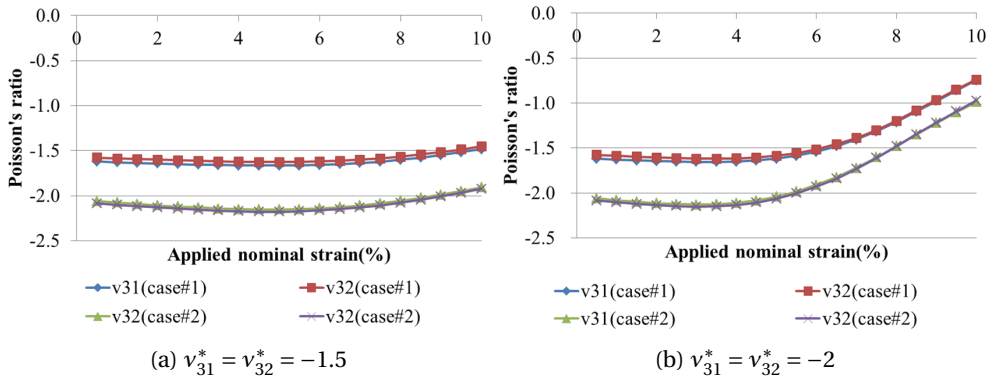 0.0
0 2 4 6 8 10
-0.5
-1.0
-1.5
-2.0
-2.5
Poisson's ratio
Applied nominal strain(%)
v31(case#1) v32(case#1)
v32(case#2) v32(case#2)
(a) ν*31 = ν*32 = −1.5
0.0
0 2 4 6 8 10
-0.5
-1.0
-1.5
-2.0
-2.5
Poisson's ratio
Applied nominal strain(%)
v31(case#1) v32(case#1)
v31(case#2) v32(case#2)
(b) ν*31 = ν*32 = −2